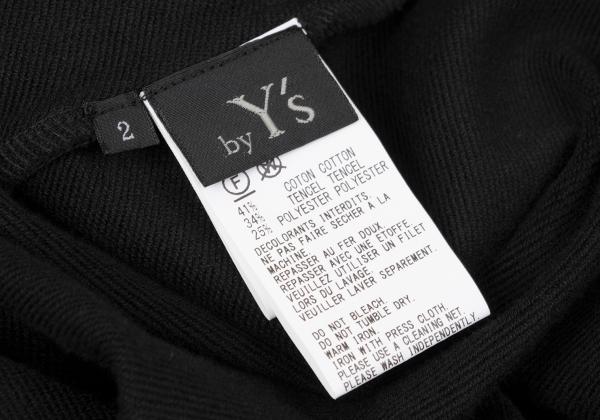 2
by Y's
F
41% COTON COTTON
34% TENCEL TENCEL
25% POLYESTER POLYESTER
DECOLORANTS INTERDITS.
NE PAS FAIRE SECHER A LA
MACHINE.
REPASSER AU FER DOUX.
REPASSER AVEC UNE ETOFFE.
VEUILLEZ UTILISER UN FILET
LORS DU LAVAGE.
VEUILLER LAVER SEPAREMENT.
DO NOT BLEACH.
DO NOT TUMBLE DRY.
WARM IRON.
IRON WITH PRESS CLOTH.
PLEASE USE A CLEANING NET.
PLEASE WASH INDEPENDENTLY.